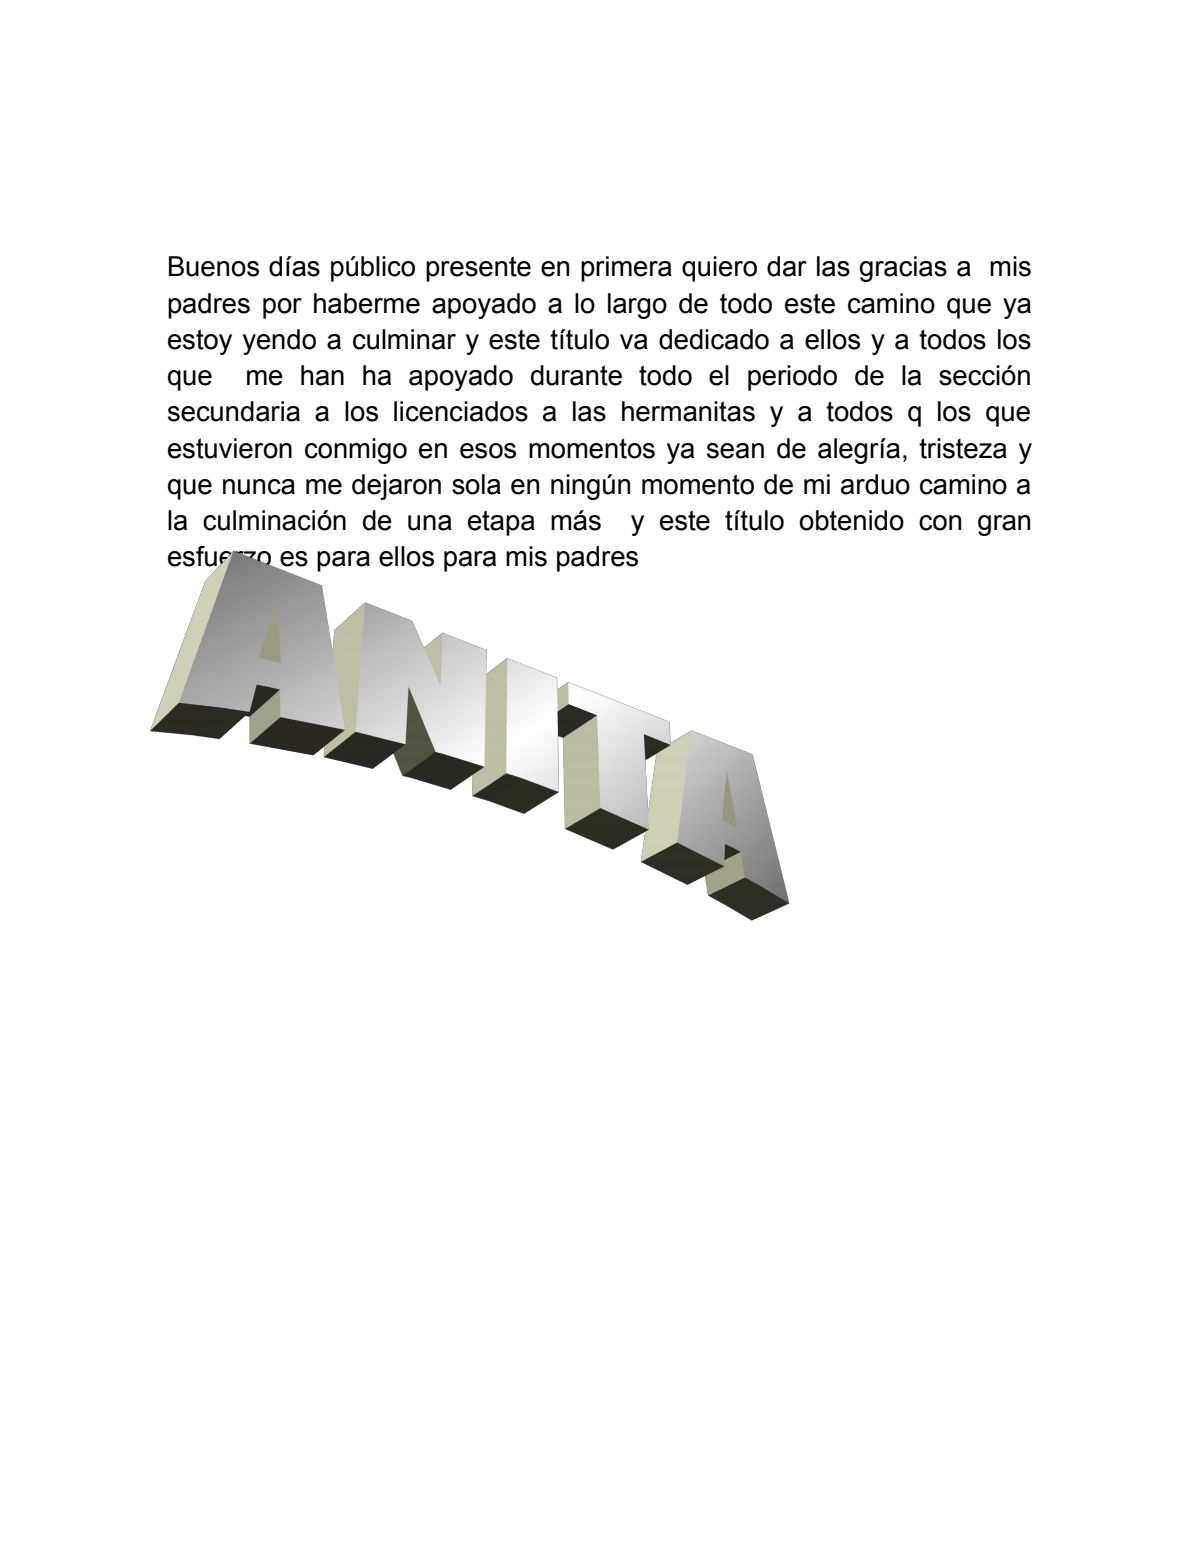 Buenos días público presente en primera quiero dar las gracias a  mis
padres por haberme apoyado a lo largo de todo este camino que ya
estoy yendo a culminar y este título va dedicado a ellos y a todos los
que  me han ha apoyado durante todo el periodo de la sección
secundaria a los licenciados a las hermanitas y a todos q los que
estuvieron conmigo en esos momentos ya sean de alegría, tristeza y
que nunca me dejaron sola en ningún momento de mi arduo camino a
la culminación de una etapa más  y este título obtenido con gran
esfuerzo es para ellos para mis padres
ANITA